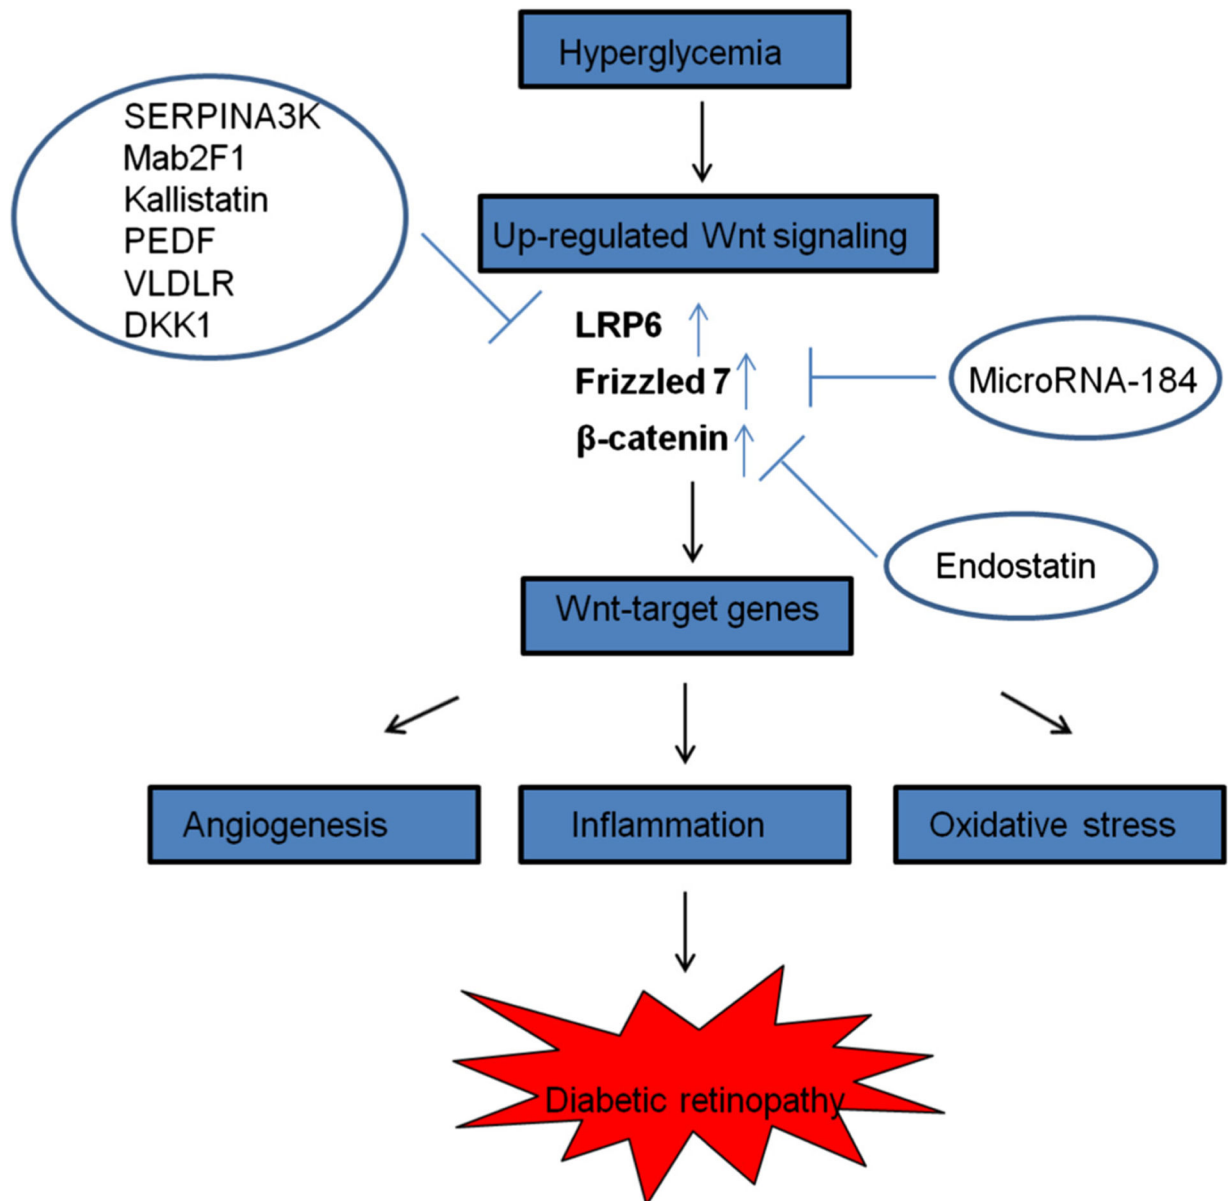 Hyperglycemia
SERPINA3K
Mab2F1
Kallistatin
PEDF
VLDLR
DKK1
Up-regulated Wnt signaling
LRP6
Frizzled 7
β-catenin
MicroRNA-184
Endostatin
Wnt-target genes
Angiogenesis
Inflammation
Oxidative stress
Diabetic retinopathy